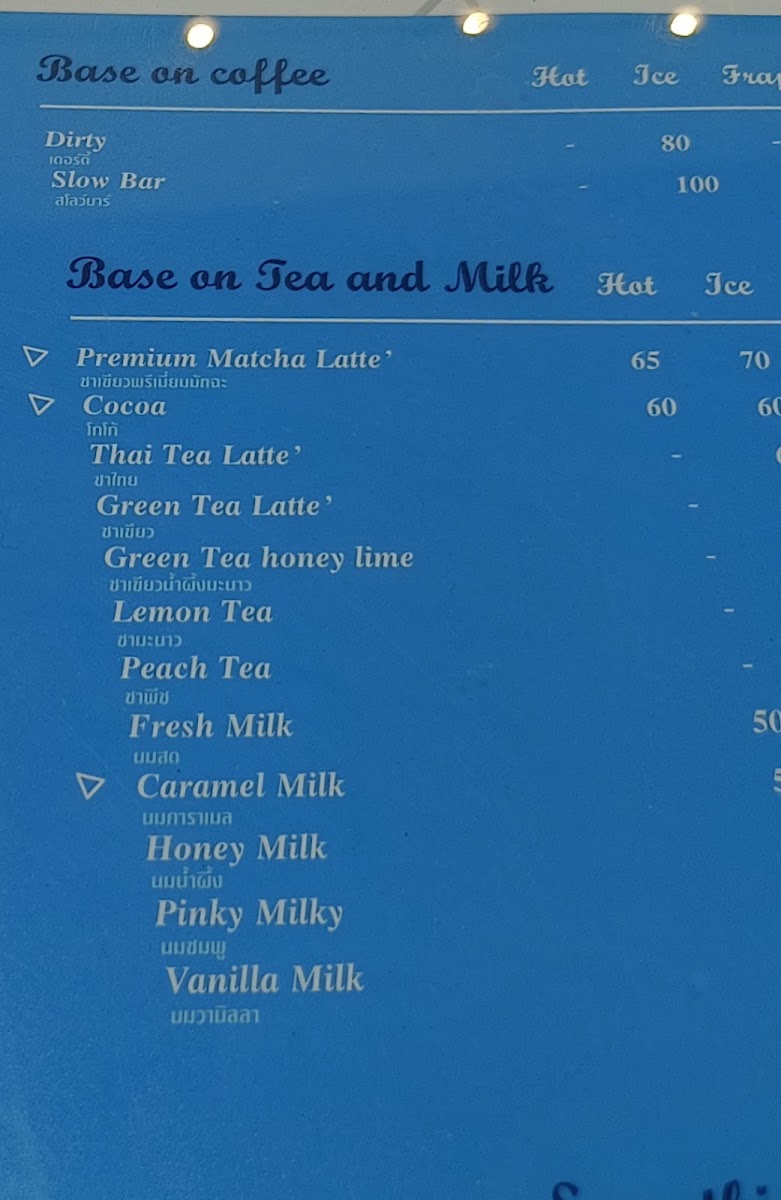 Base on coffee Hot Ice
Dirty - 80 -
เดอร์ตี้
Slow Bar - 100
สโลว์บาร์
Base on Tea and Milk Hot Ice
Premium Matcha Latte’ 65 70
ชาเขียวพรีเมี่ยมมัทฉะ
Cocoa 60
โกโก้
Thai Tea Latte’ -
ชาไทย
Green Tea Latte’ -
ชาเขียว
Green Tea honey lime -
ชาเขียวน้ำผึ้งมะนาว
Lemon Tea -
ชามะนาว
Peach Tea -
ชาพีช
Fresh Milk 50
นมสด
Caramel Milk
นมคาราเมล
Honey Milk
นมน้ำผึ้ง
Pinky Milky
นมชมพู
Vanilla Milk
นมวานิลลา